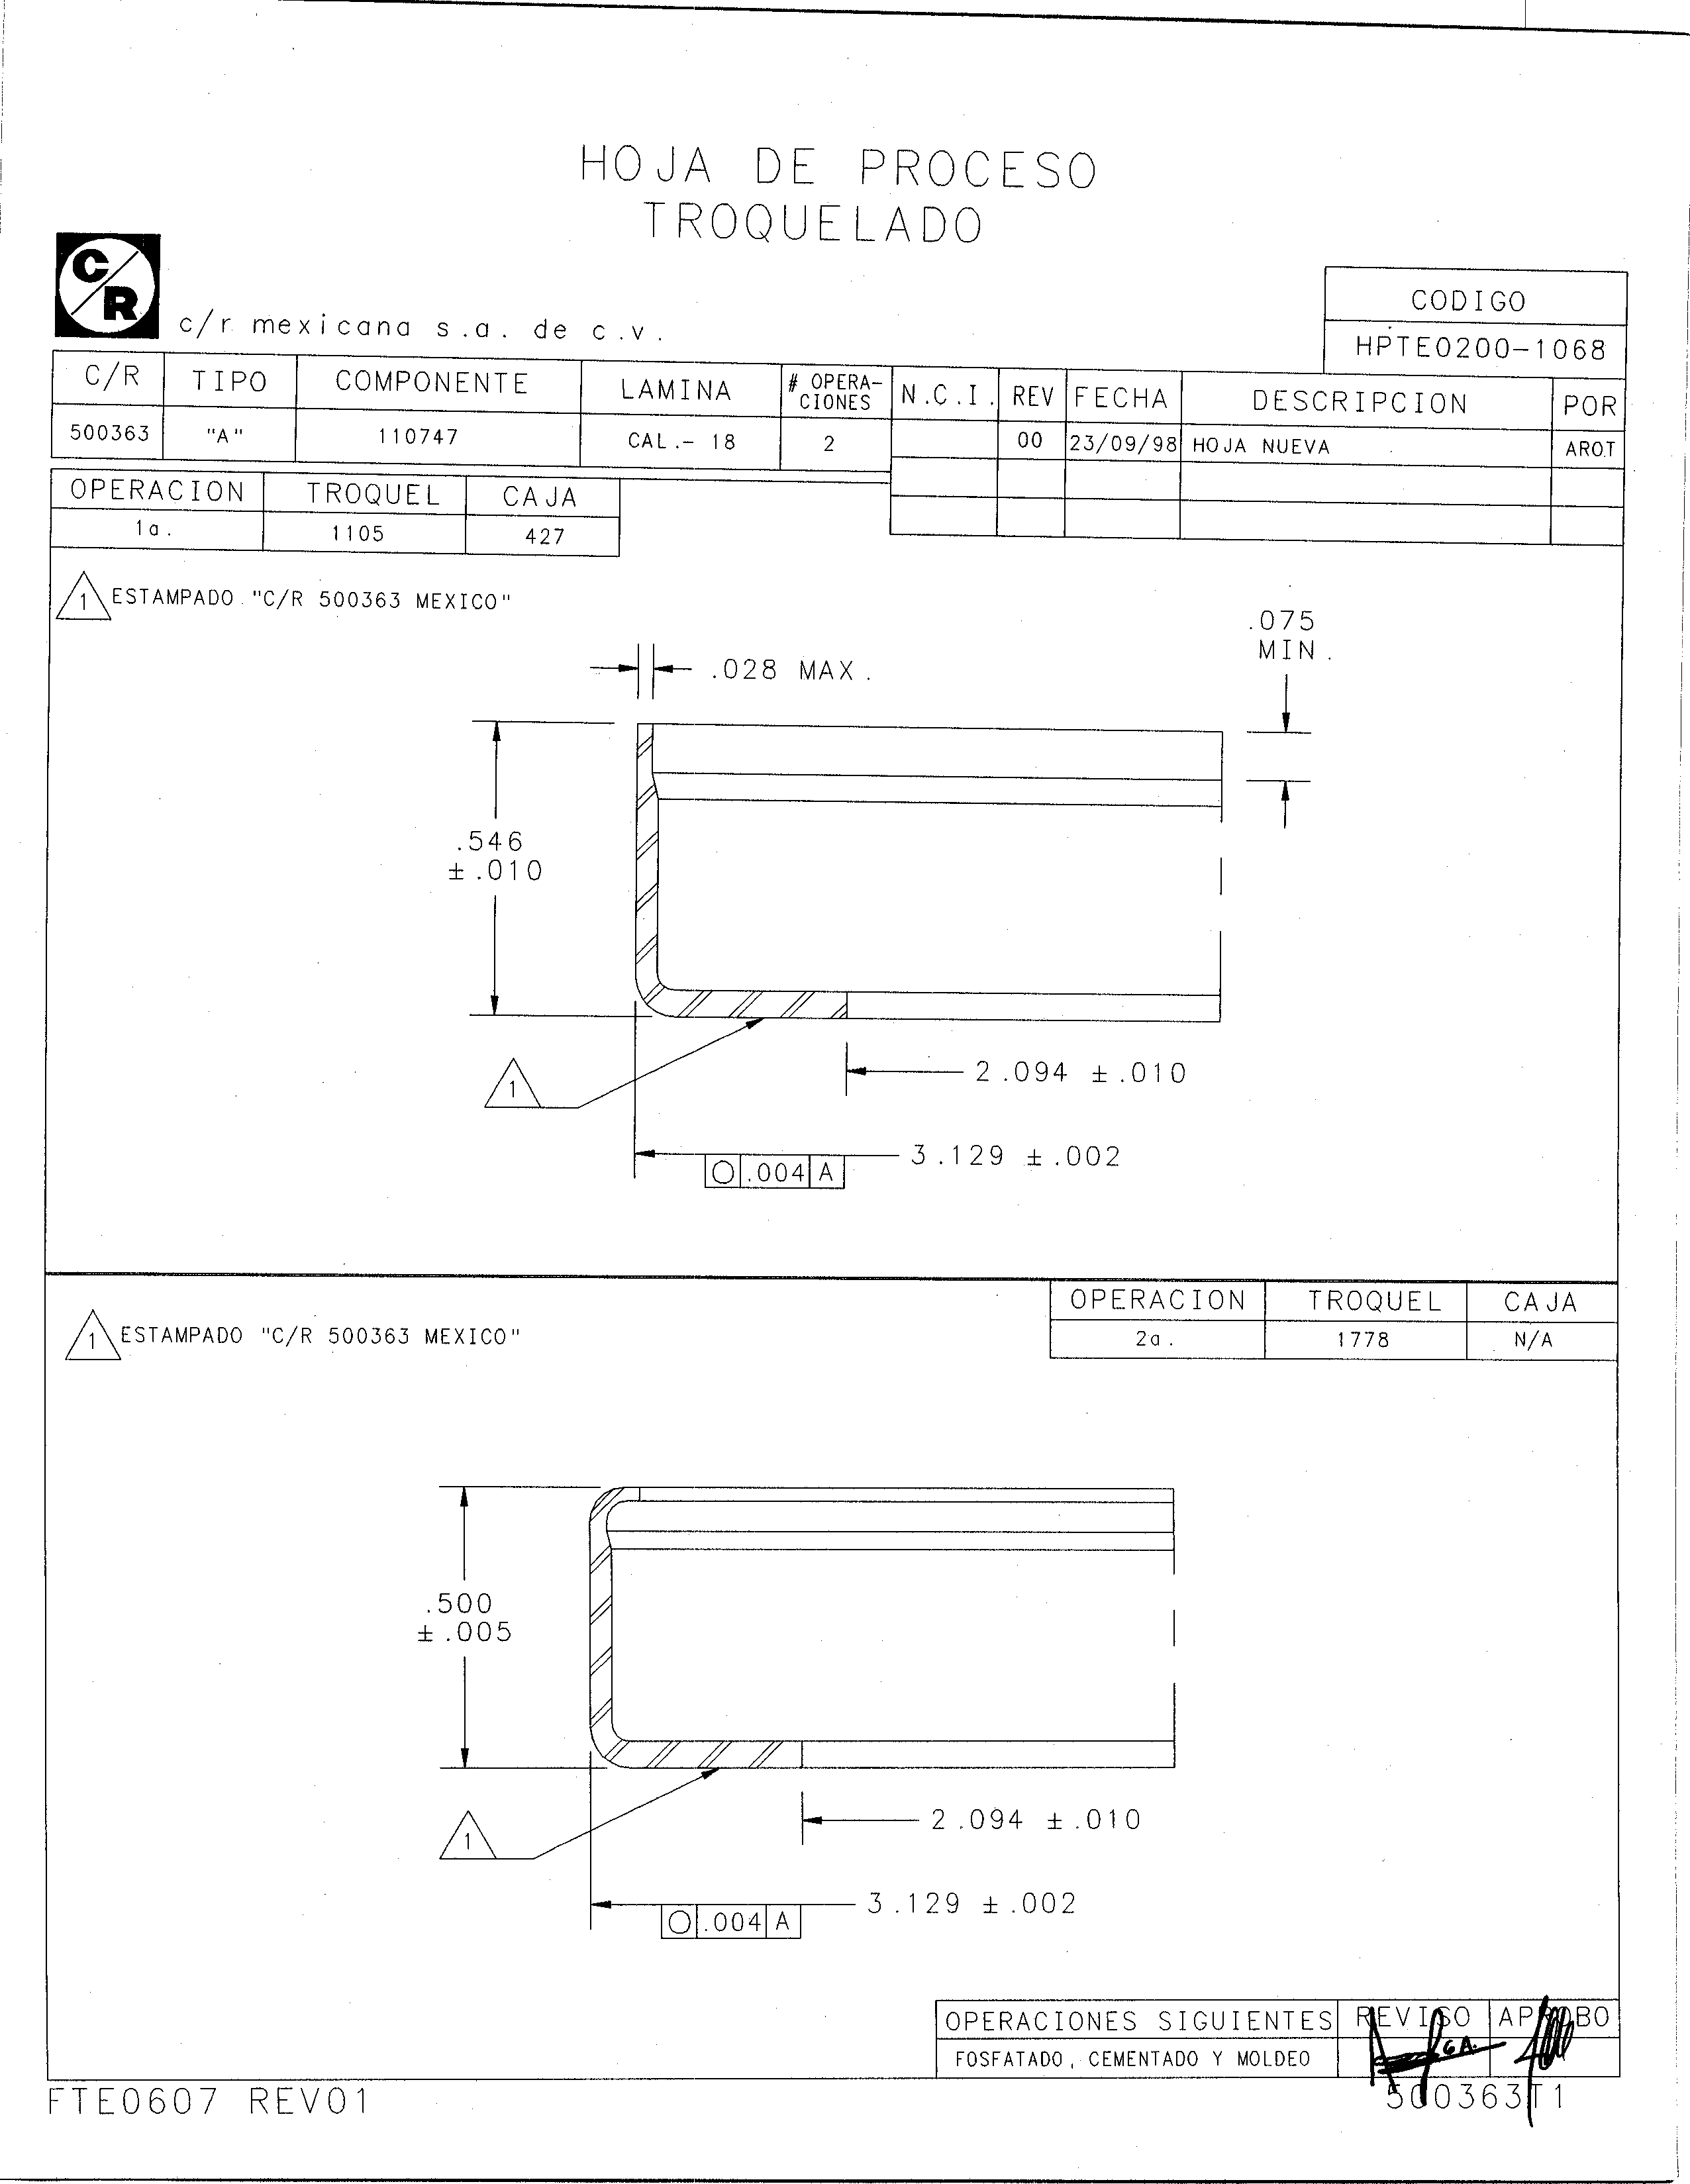 HOJA DE PROCESO
TROQUELADO
C/R
c/r mexicana s.a. de c.v.
CODIGO
HPTE0200-1068
C/R TIPO COMPONENTE LAMINA # OPERA-CIONES N.C.I. REV FECHA DESCRIPCION POR
500363 "A" 110747 CAL.- 18 2 00 23/09/98 HOJA NUEVA ARO.T
OPERACION TROQUEL CAJA
1a. 1105 427
1 ESTAMPADO "C/R 500363 MEXICO"
.075
MIN.
.028 MAX.
.546
±.010
2.094 ±.010
1
3.129 ±.002
.004 A
OPERACION TROQUEL CAJA
2a. 1778 N/A
1 ESTAMPADO "C/R 500363 MEXICO"
.500
±.005
2.094 ±.010
1
3.129 ±.002
.004 A
OPERACIONES SIGUIENTES REVISO APROBO
FOSFATADO, CEMENTADO Y MOLDEO
FTE0607 REV01
500363T1